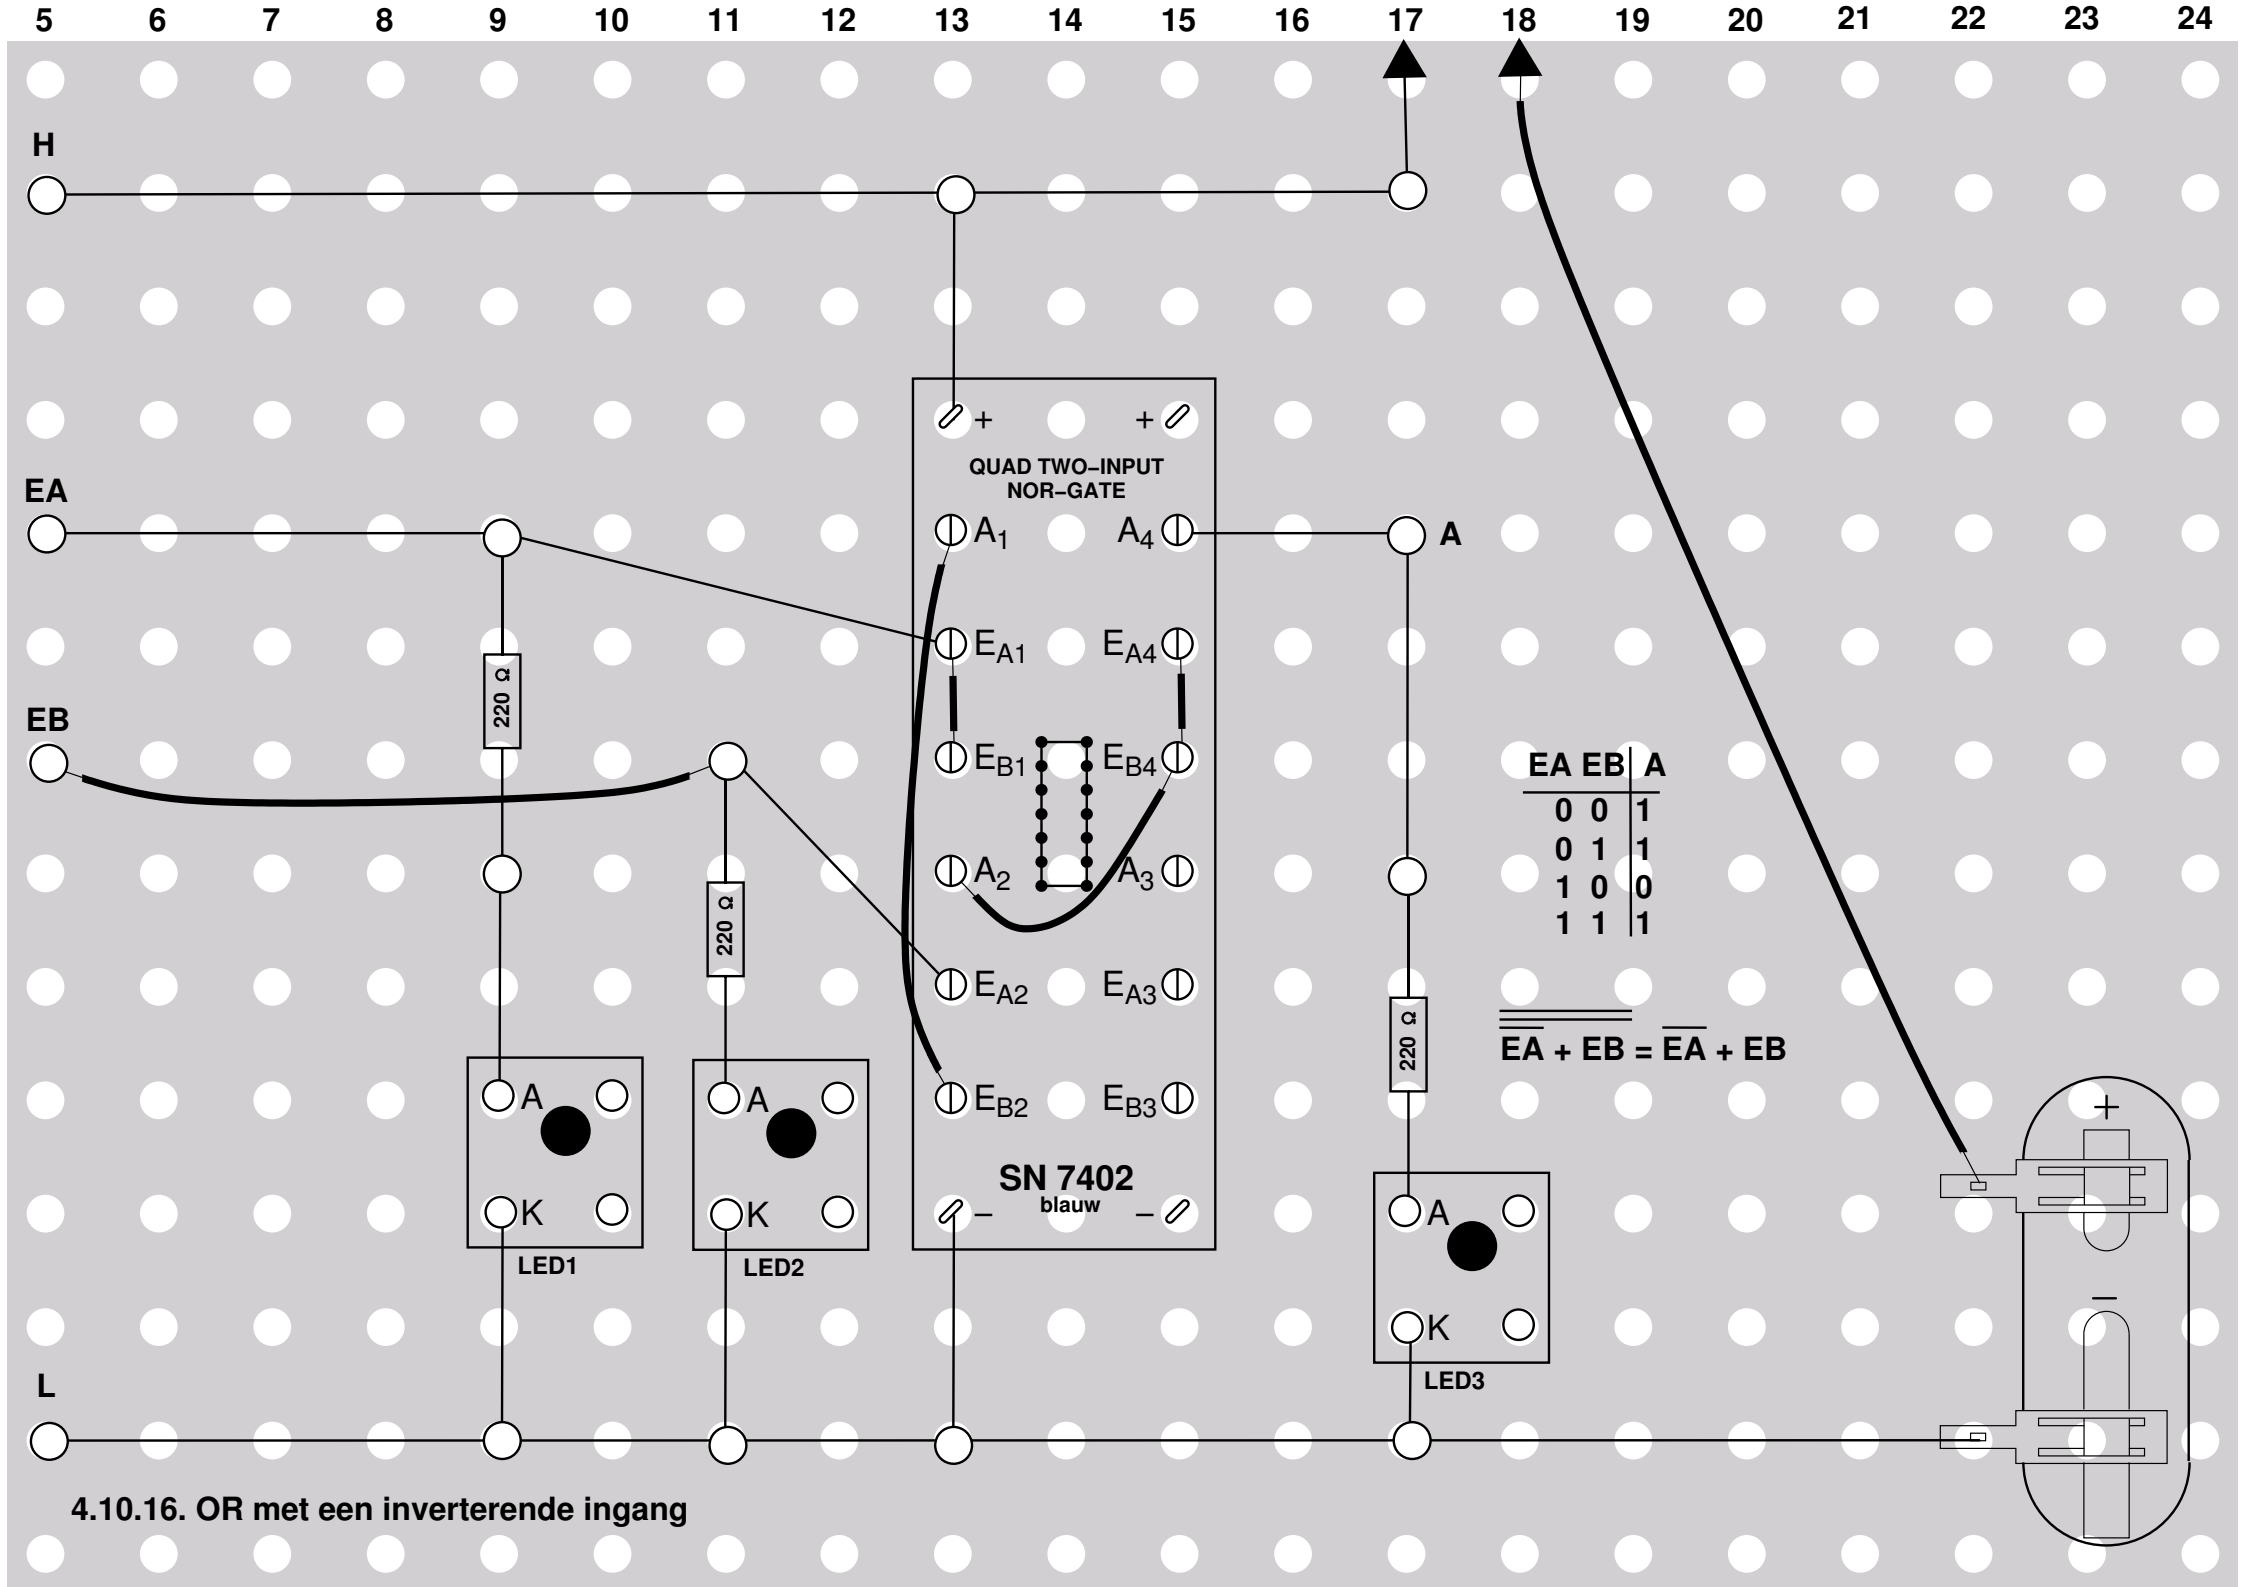 5 6 7 8 9 10 11 12 13 14 15 16 17 18 19 20 21 22 23 24
H
+ +
QUAD TWO–INPUT
NOR–GATE
EA
A1 A4 A
EA1 EA4
220 Ω
EB
EB1 EB4
EA EB A
0 0 1
0 1 1
1 0 0
1 1 1
A2 A3
220 Ω
EA2 EA3
220 Ω
EA + EB = EA + EB
A A
EB2 EB3
+
SN 7402
blauw
K K
– –
A
LED1 LED2
–
K
LED3
L
4.10.16. OR met een inverterende ingang